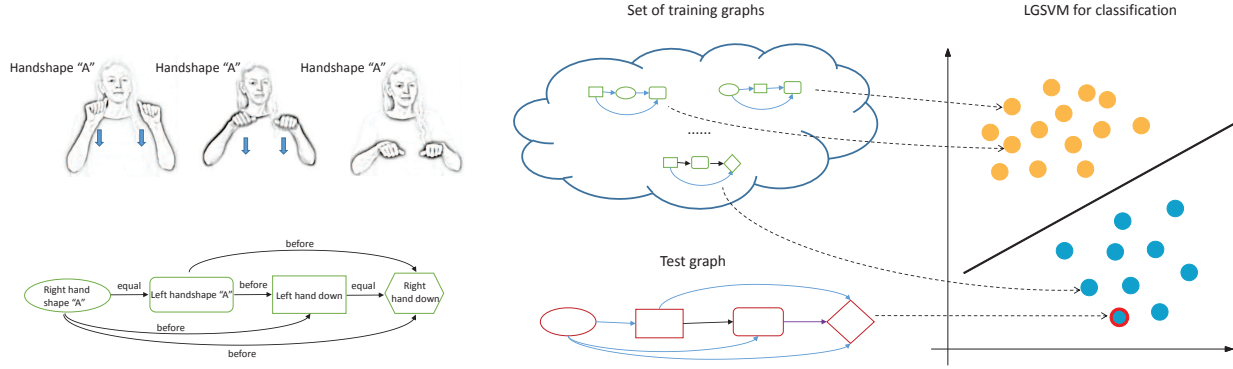 Set of training graphs
LGSVM for classification
Handshape “A”
Handshape “A”
Handshape “A”
......
before
Test graph
Right hand
shape “A”
equal
Left handshape “A”
before
Left hand down
equal
Right
hand down
before
before